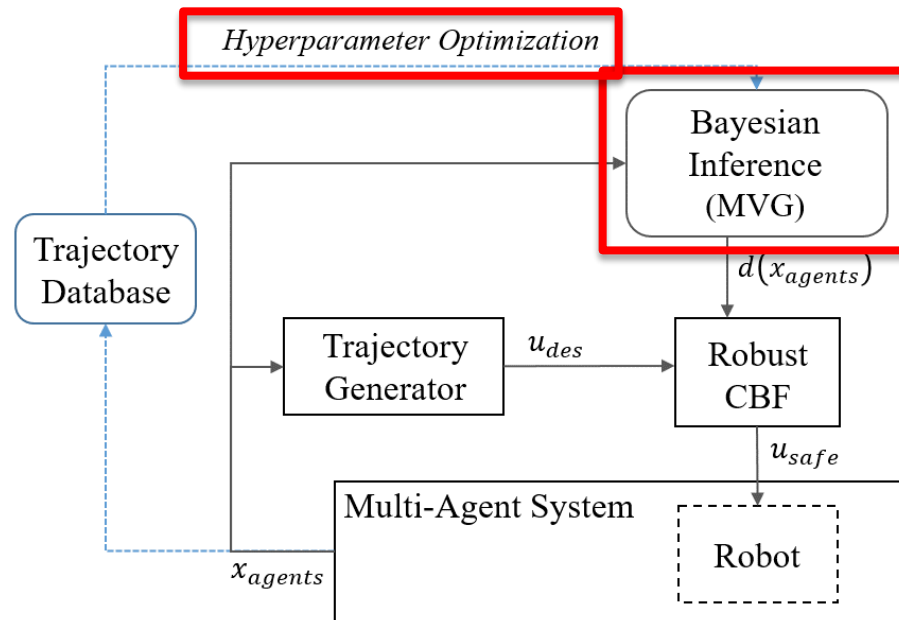 Hyperparameter Optimization
Bayesian
Inference
(MVG)
Trajectory
Database
d(x_agents)
Trajectory
Generator
u_des
Robust
CBF
u_safe
Multi-Agent System
Robot
x_agents